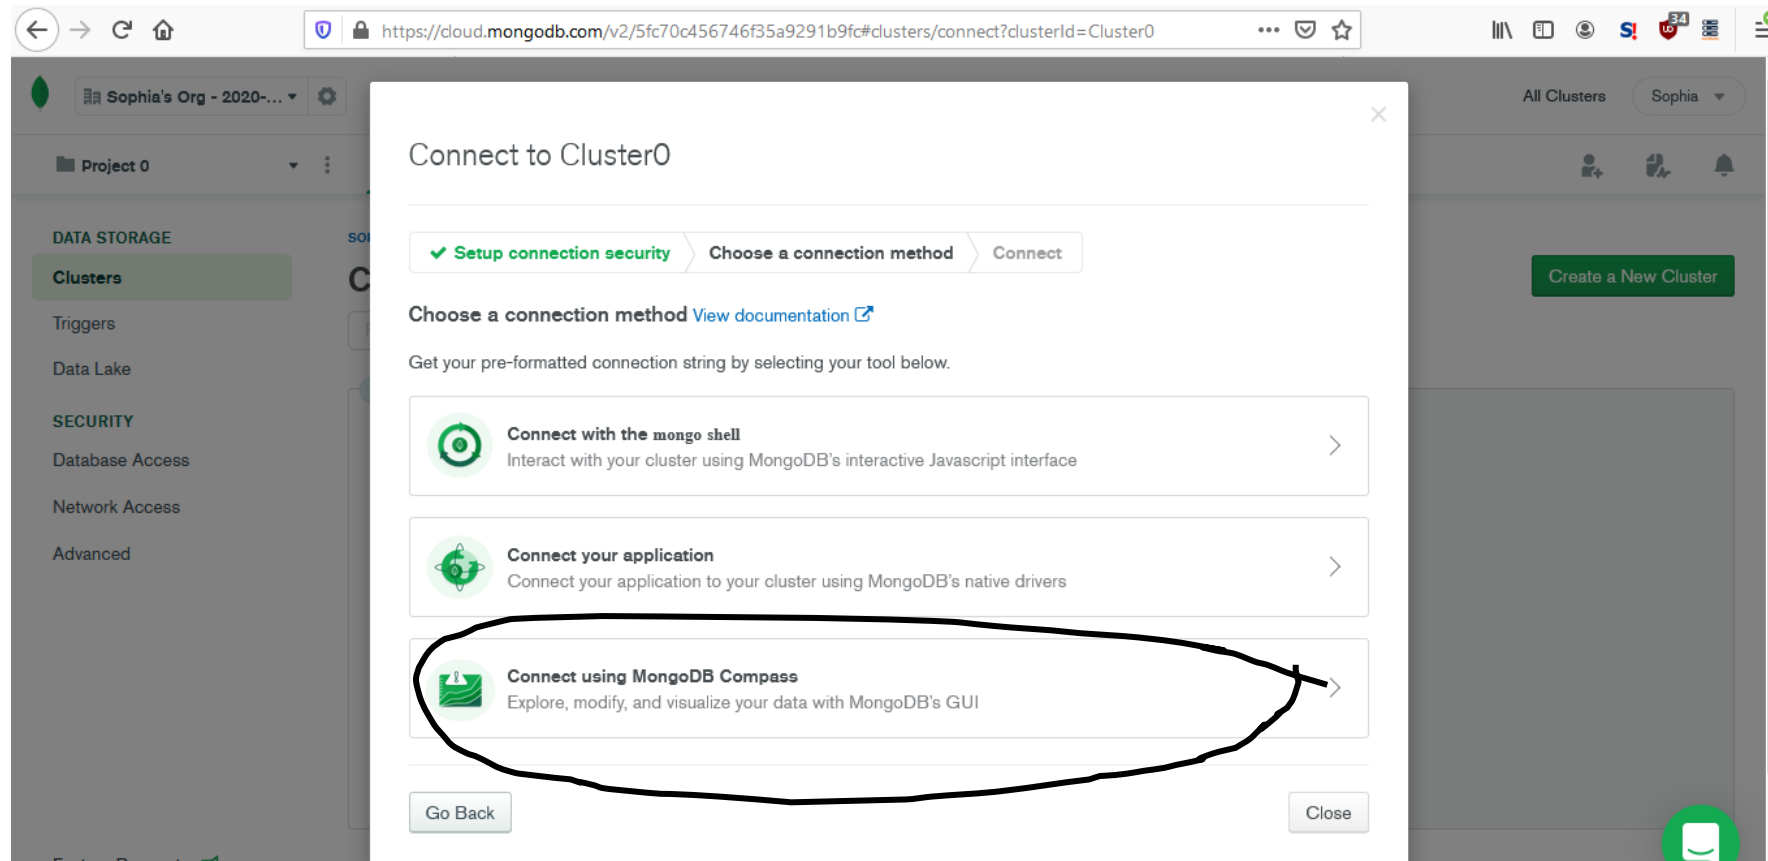 https://cloud.mongodb.com/v2/5fc70c456746f35a9291b9fc#clusters/connect?clusterId=Cluster0
S!
34
Sophia's Org - 2020-...
All Clusters
Sophia
Project 0
Connect to Cluster0
DATA STORAGE
Clusters
Triggers
Data Lake
SECURITY
Database Access
Network Access
Advanced
Setup connection security
Choose a connection method
Connect
Create a New Cluster
Choose a connection method View documentation
Get your pre-formatted connection string by selecting your tool below.
Connect with the mongo shell
Interact with your cluster using MongoDB's interactive Javascript interface
Connect your application
Connect your application to your cluster using MongoDB's native drivers
Connect using MongoDB Compass
Explore, modify, and visualize your data with MongoDB's GUI
Go Back
Close